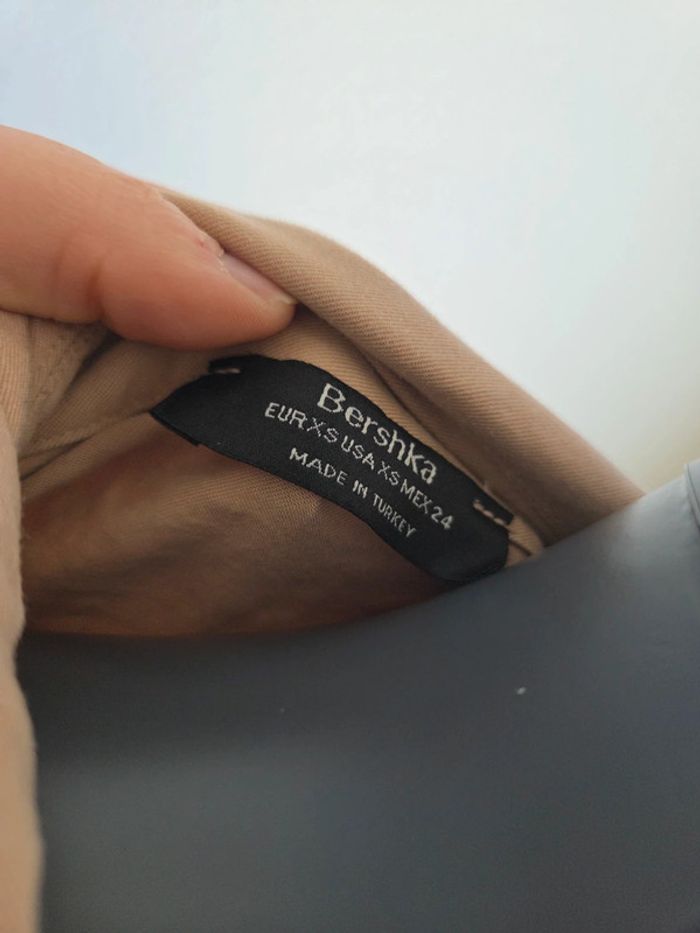 Bershka
EUR XS USA XS MEX 24
MADE IN TURKEY